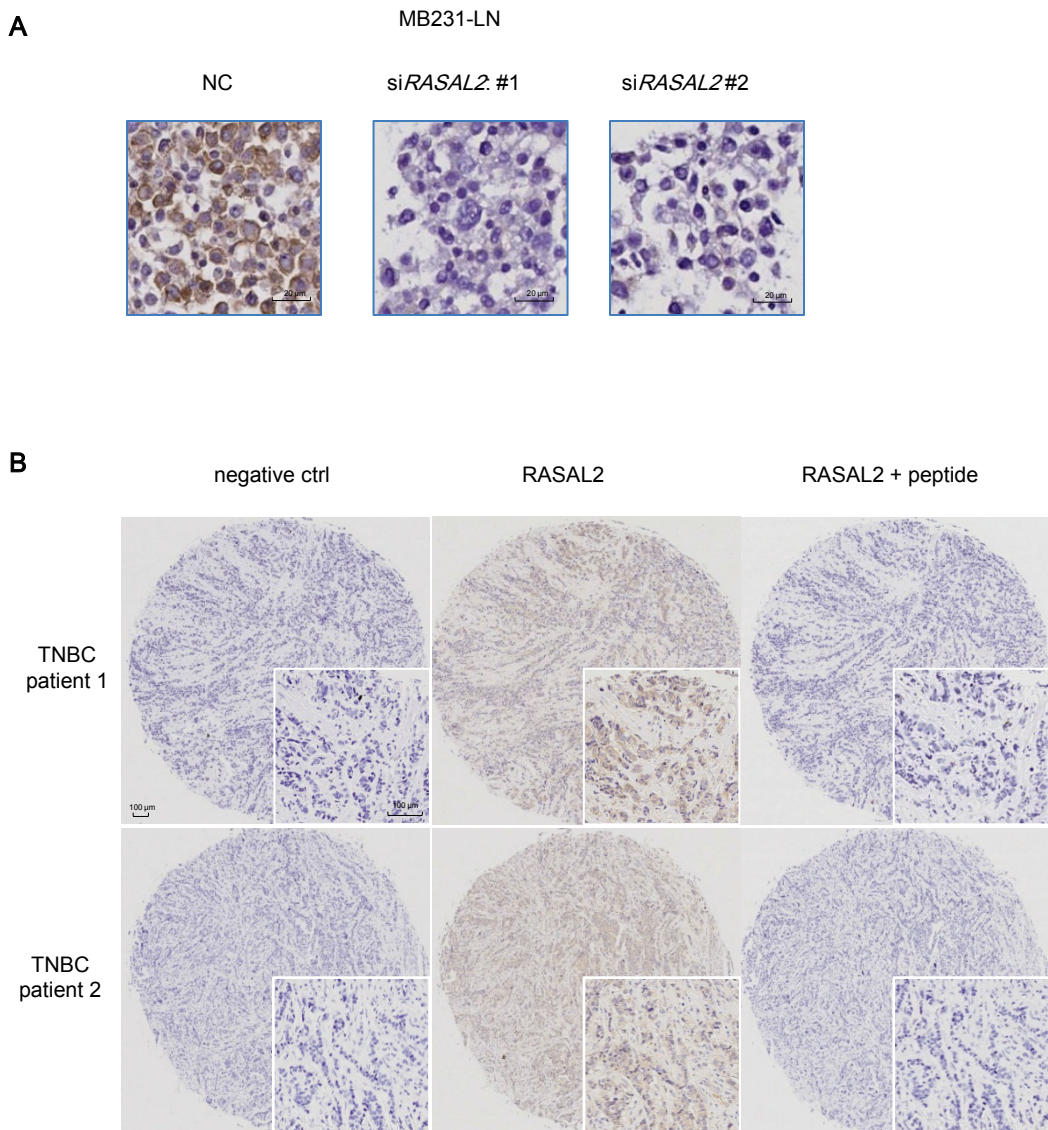 A
MB231-LN
NC
siRASAL2: #1
siRASAL2 #2
20 µm
20 µm
20 µm
B
negative ctrl
RASAL2
RASAL2 + peptide
TNBC
patient 1
100 µm
100 µm
TNBC
patient 2